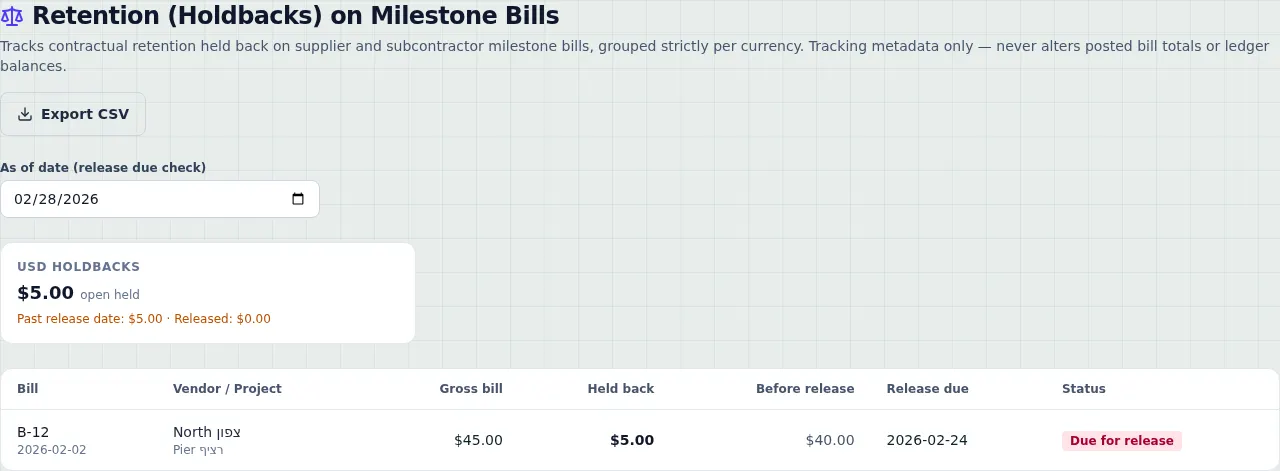 Retention (Holdbacks) on Milestone Bills
Tracks contractual retention held back on supplier and subcontractor milestone bills, grouped strictly per currency. Tracking metadata only — never alters posted bill totals or ledger
balances.
Export CSV
As of date (release due check)
02/28/2026
USD HOLDBACKS
$5.00 open held
Past release date: $5.00 · Released: $0.00
Bill Vendor / Project Gross bill Held back Before release Release due Status
B-12 North צפון $45.00 $5.00 $40.00 2026-02-24 Due for release
2026-02-02 Pier רציף